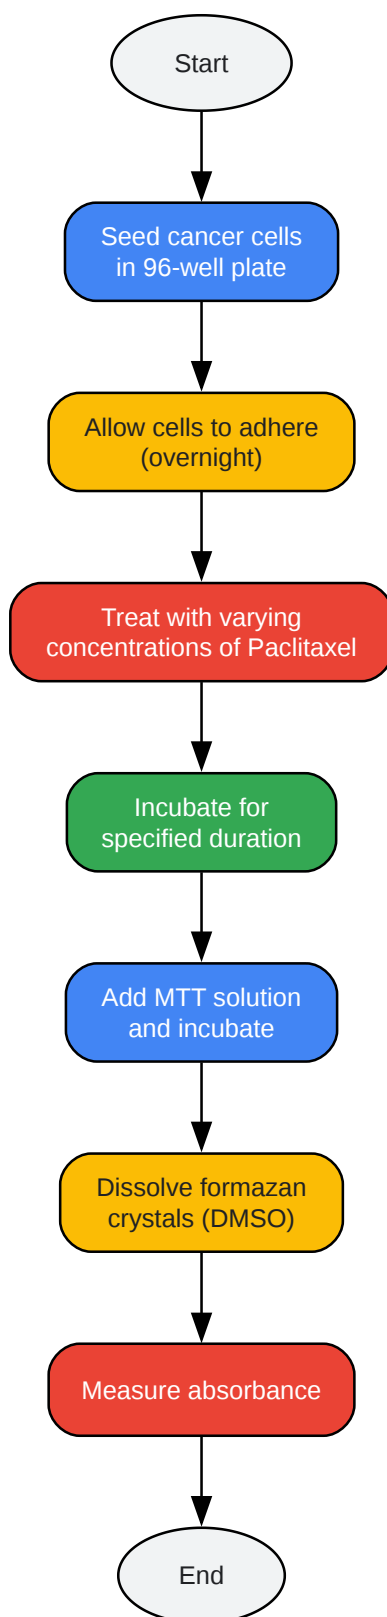 Start
Seed cancer cells
in 96-well plate
Allow cells to adhere
(overnight)
Treat with varying
concentrations of Paclitaxel
Incubate for
specified duration
Add MTT solution
and incubate
Dissolve formazan
crystals (DMSO)
Measure absorbance
End